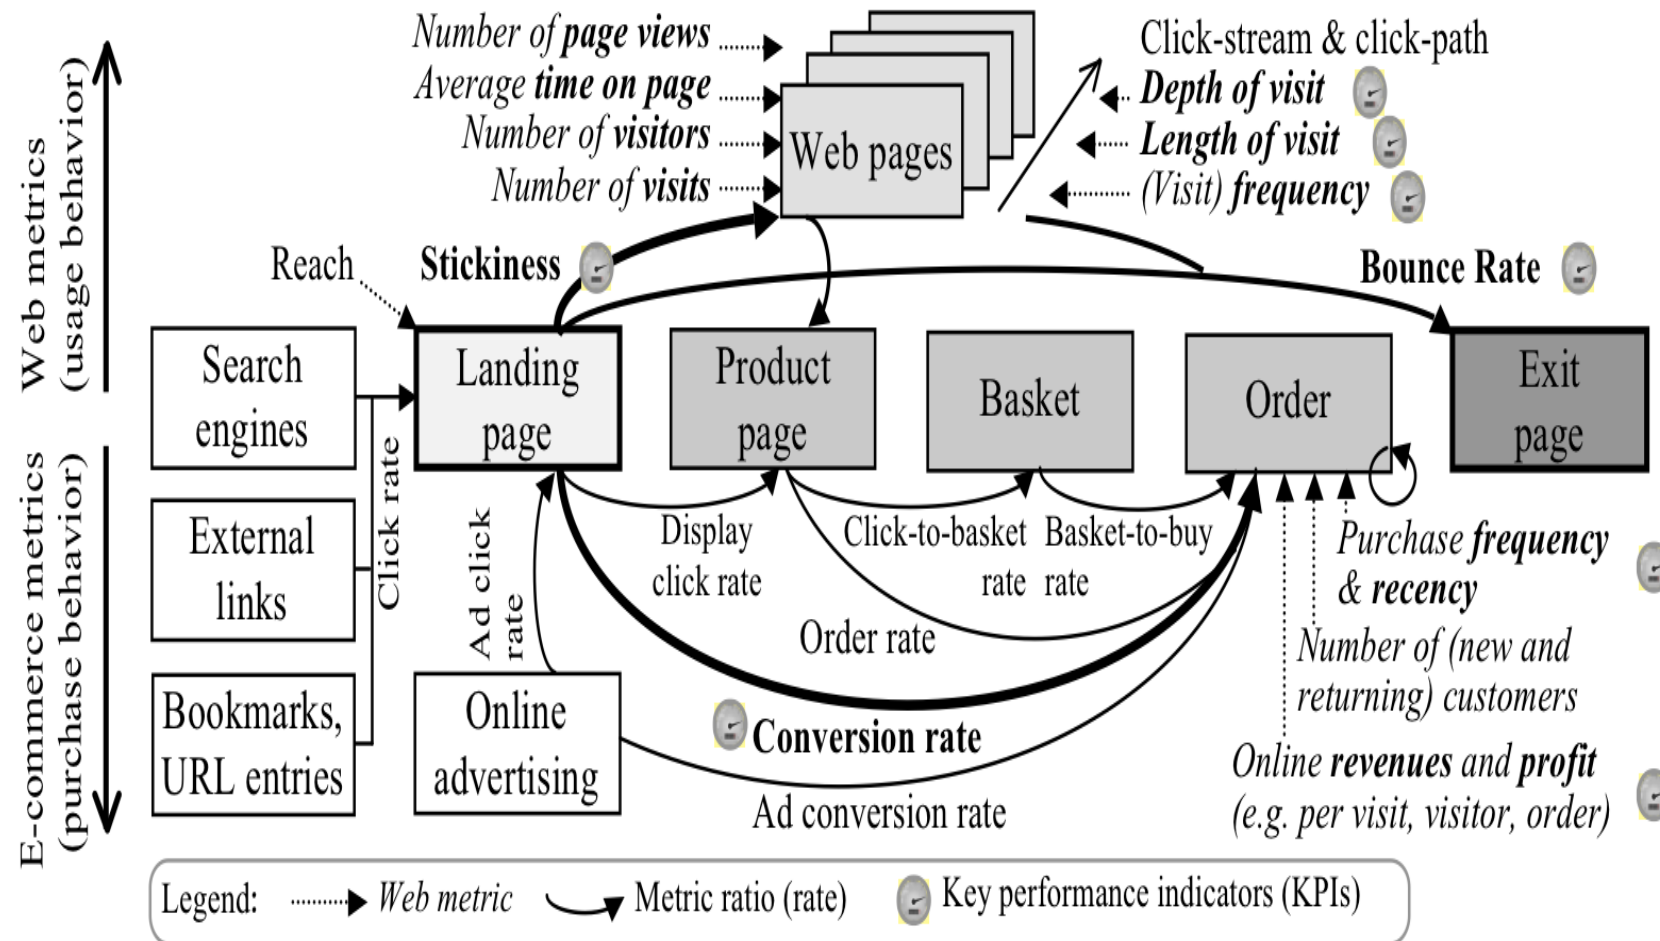 Number of page views
Average time on page
Number of visitors
Number of visits
Web pages
Click-stream & click-path
Depth of visit
Length of visit
(Visit) frequency
Web metrics
(usage behavior)
Reach
Stickiness
Bounce Rate
Search
engines
Landing
page
Product
page
Basket
Order
Exit
page
E-commerce metrics
(purchase behavior)
External
links
Bookmarks,
URL entries
Click rate
Ad click
rate
Online
advertising
Display
click rate
Click-to-basket
rate
Basket-to-buy
rate
Order rate
Conversion rate
Ad conversion rate
Purchase frequency
& recency
Number of (new and
returning) customers
Online revenues and profit
(e.g. per visit, visitor, order)
Legend:
Web metric
Metric ratio (rate)
Key performance indicators (KPIs)